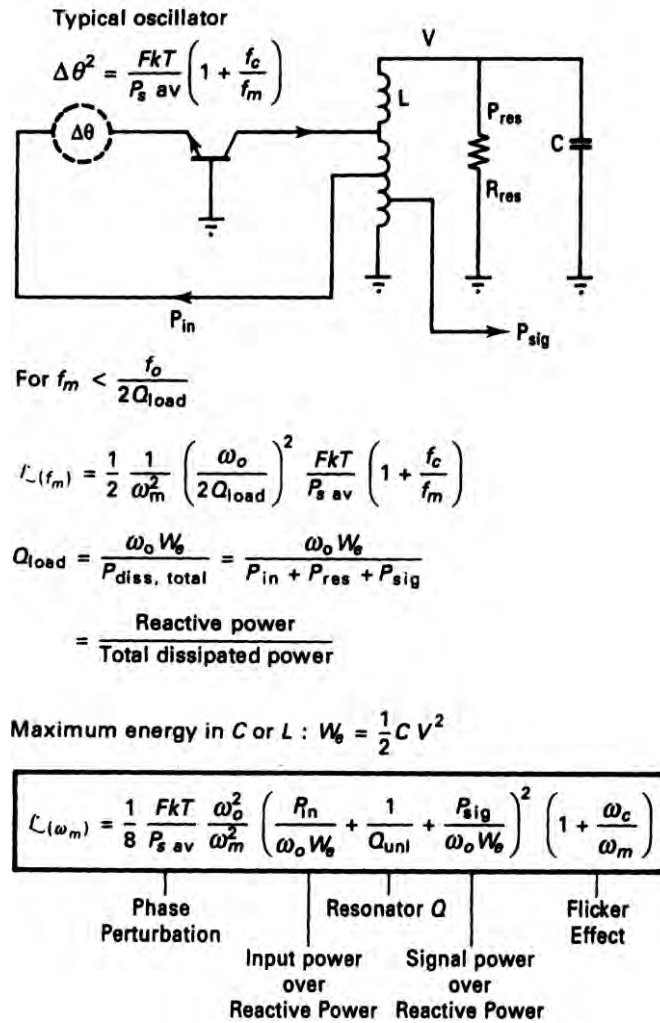 Typical oscillator
Δθ² = FkT / P_s av (1 + f_c / f_m)
V
L
P_res
C
Δθ
R_res
P_in
P_sig
For f_m < f_o / 2Q_load
ℒ(f_m) = 1/2 1/ω_m² (ω_o / 2Q_load)² FkT / P_s av (1 + f_c / f_m)
Q_load = ω_o W_e / P_diss, total = ω_o W_e / P_in + P_res + P_sig
= Reactive power / Total dissipated power
Maximum energy in C or L : W_e = 1/2 C V²
ℒ(ω_m) = 1/8 FkT / P_s av ω_o² / ω_m² (P_in / ω_o W_e + 1 / Q_unl + P_sig / ω_o W_e)² (1 + ω_c / ω_m)
Phase
Perturbation
Resonator Q
Flicker
Effect
Input power
over
Reactive Power
Signal power
over
Reactive Power